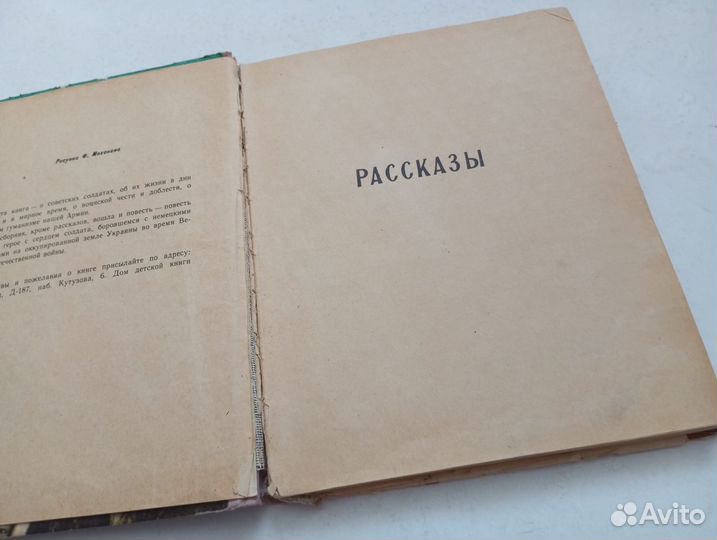 Рисунки Ф. Махонина
та книга — о советских солдатах, об их жизни в дни
и в мирное время, о воинской чести и доблести, о
м гуманизме нашей Армии.
сборник, кроме рассказов, вошла и повесть — повесть
герое с сердцем солдата, боровшемся с немецкими
ами на оккупированной земле Украины во время Ве-
течественной войны.
вы и пожелания о книге присылайте по адресу:
д, Д-187, наб. Кутузова, 6. Дом детской книги
РАССКАЗЫ
Avito